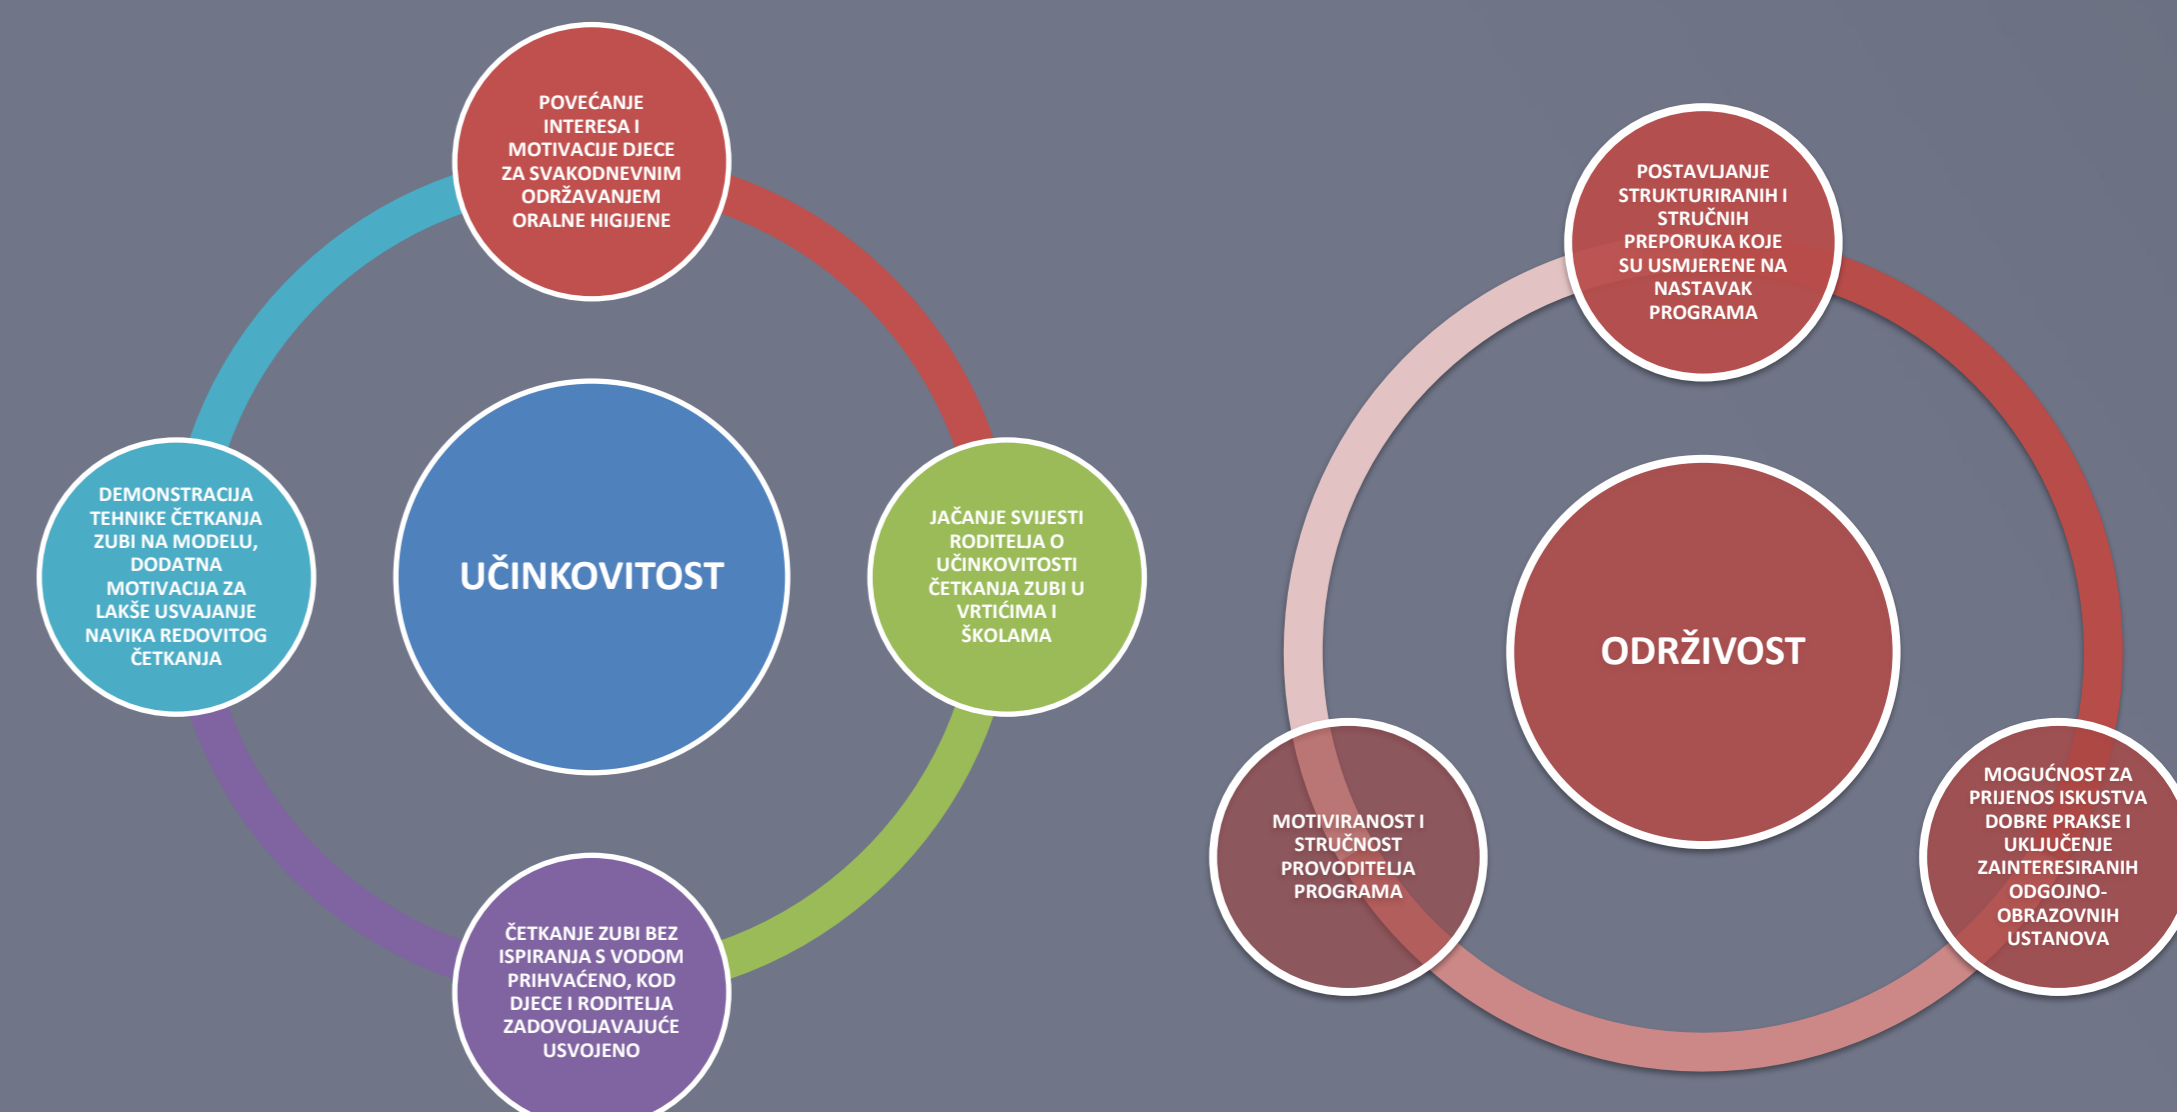 POVEĆANJE
INTERESA I
MOTIVACIJE DJECE
ZA SVAKODNEVNIM
ODRŽAVANJEM
ORALNE HIGIJENE
DEMONSTRACIJA
TEHNIKE ČETKANJA
ZUBI NA MODELU,
DODATNA
MOTIVACIJA ZA
LAKŠE USVAJANJE
NAVIKA REDOVITOG
ČETKANJA
UČINKOVITOST
JAČANJE SVIJESTI
RODITELJA O
UČINKOVITOSTI
ČETKANJA ZUBI U
VRTIĆIMA I
ŠKOLAMA
ČETKANJE ZUBI BEZ
ISPIRANJA S VODOM
PRIHVAĆENO, KOD
DJECE I RODITELJA
ZADOVOLJAVAJUĆE
USVOJENO
POSTAVLJANJE
STRUKTURIRANIH I
STRUČNIH
PREPORUKA KOJE
SU USMJERENE NA
NASTAVAK
PROGRAMA
ODRŽIVOST
MOTIVIRANOST I
STRUČNOST
PROVODITELJA
PROGRAMA
MOGUĆNOST ZA
PRIJENOS ISKUSTVA
DOBRE PRAKSE I
UKLJUČENJE
ZAINTERESIRANIH
ODGOJNO-
OBRAZOVNIH
USTANOVA